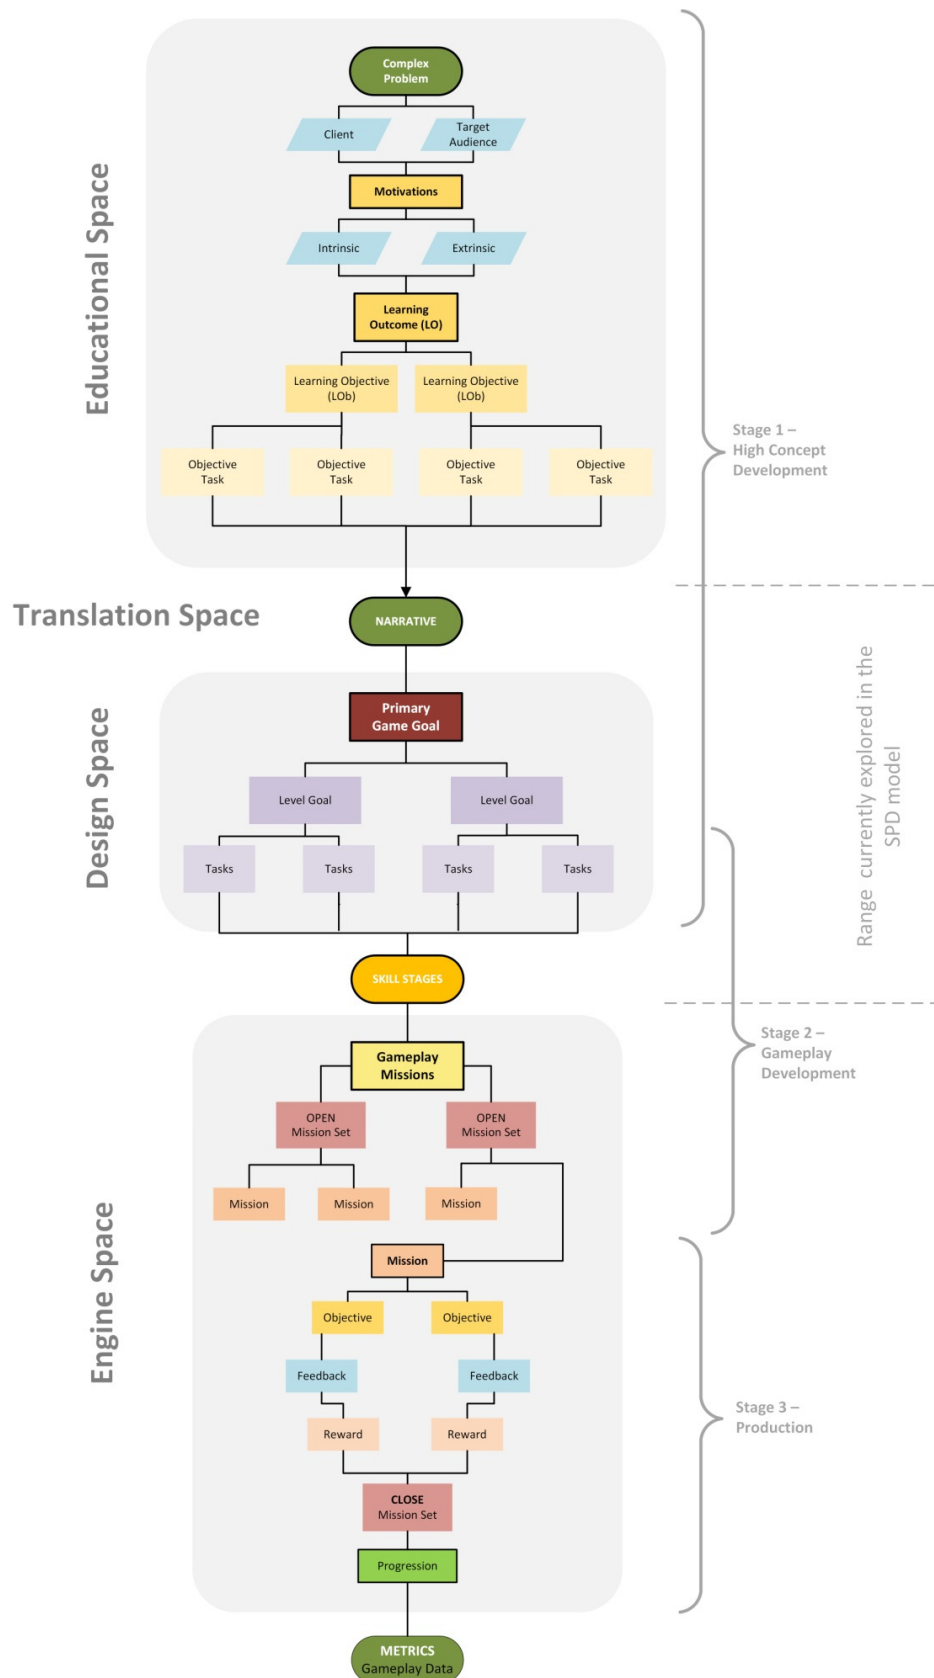 Educational Space
Complex
Problem
Client
Target
Audience
Motivations
Intrinsic
Extrinsic
Learning
Outcome (LO)
Learning Objective
(LOb)
Learning Objective
(LOb)
Objective
Task
Objective
Task
Objective
Task
Objective
Task
Stage 1 –
High Concept
Development
Translation Space
NARRATIVE
Design Space
Primary
Game Goal
Level Goal
Level Goal
Tasks
Tasks
Tasks
Tasks
Range currently explored in the
SPD model
SKILL STAGES
Stage 2 –
Gameplay
Development
Engine Space
Gameplay
Missions
OPEN
Mission Set
OPEN
Mission Set
Mission
Mission
Mission
Mission
Objective
Objective
Feedback
Feedback
Reward
Reward
CLOSE
Mission Set
Progression
Stage 3 –
Production
METRICS
Gameplay Data